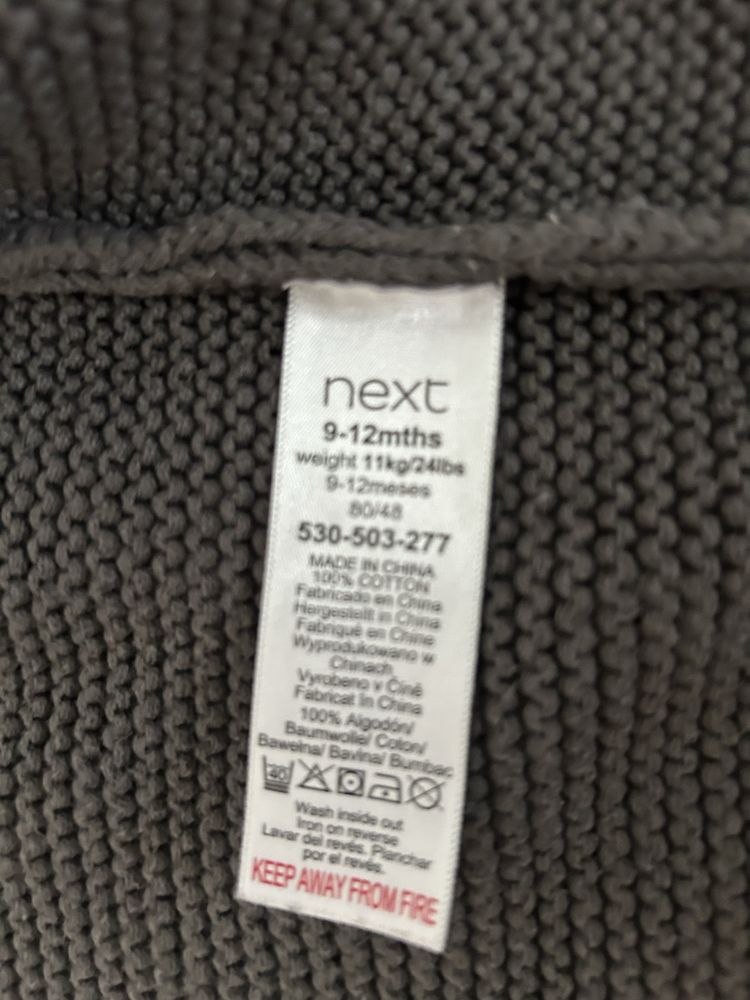 next
9-12mths
weight 11kg/24lbs
9-12meses
80/48
530-503-277
MADE IN CHINA
100% COTTON
Fabricado en China
Hergestellt in China
Fabriqué en Chine
Wyprodukowano w
Chinach
Vyrobeno v Číně
Fabricat în China
100% Algodón/
Baumwolle/ Coton/
Bawełna/ Bavlna/ Bumbac
40
Wash inside out
Iron on reverse
Lavar del revés. Planchar
por el revés.
KEEP AWAY FROM FIRE